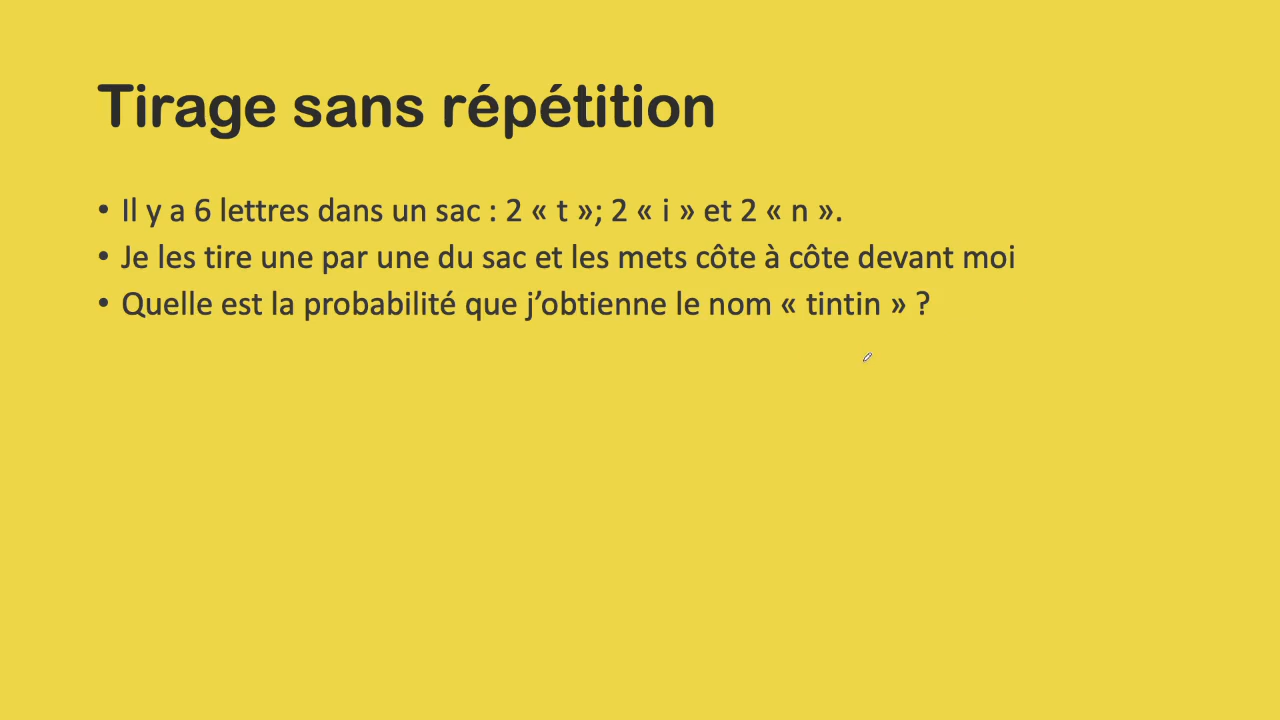 Tirage sans répétition
• Il y a 6 lettres dans un sac : 2 « t »; 2 « i » et 2 « n ».
• Je les tire une par une du sac et les mets côte à côte devant moi
• Quelle est la probabilité que j’obtienne le nom « tintin » ?